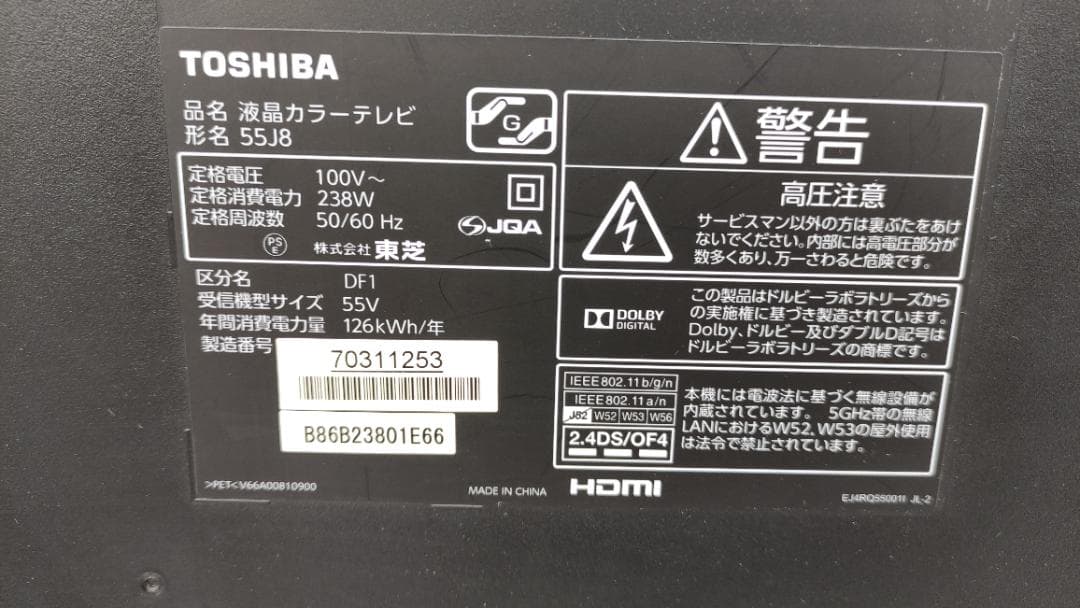 TOSHIBA
品名 液晶カラーテレビ
形名 55J8
G
定格電圧 100V～
定格消費電力 238W
定格周波数 50/60 Hz
JQA
PS
E
株式会社 東芝
区分名 DF1
受信機型サイズ 55V
年間消費電力量 126kWh/年
製造番号
70311253
B86B23801E66
>PET< V66A00810900
MADE IN CHINA
警告
高圧注意
サービスマン以外の方は裏ぶたをあけ
ないでください。内部には高電圧部分が
数多くあり、万一さわると危険です。
DOLBY
DIGITAL
この製品はドルビーラボラトリーズから
の実施権に基づき製造されています。
Dolby、ドルビー及びダブルD記号は
ドルビーラボラトリーズの商標です。
IEEE802.11b/g/n
IEEE802.11a/n
J52 W52 W53 W56
2.4DS/OF4
本機には電波法に基づく無線設備が
内蔵されています。 5GHz帯の無線
LANにおけるW52、W53の屋外使用
は法令で禁止されています。
HDMI
EJ4RQ55001I JL-2